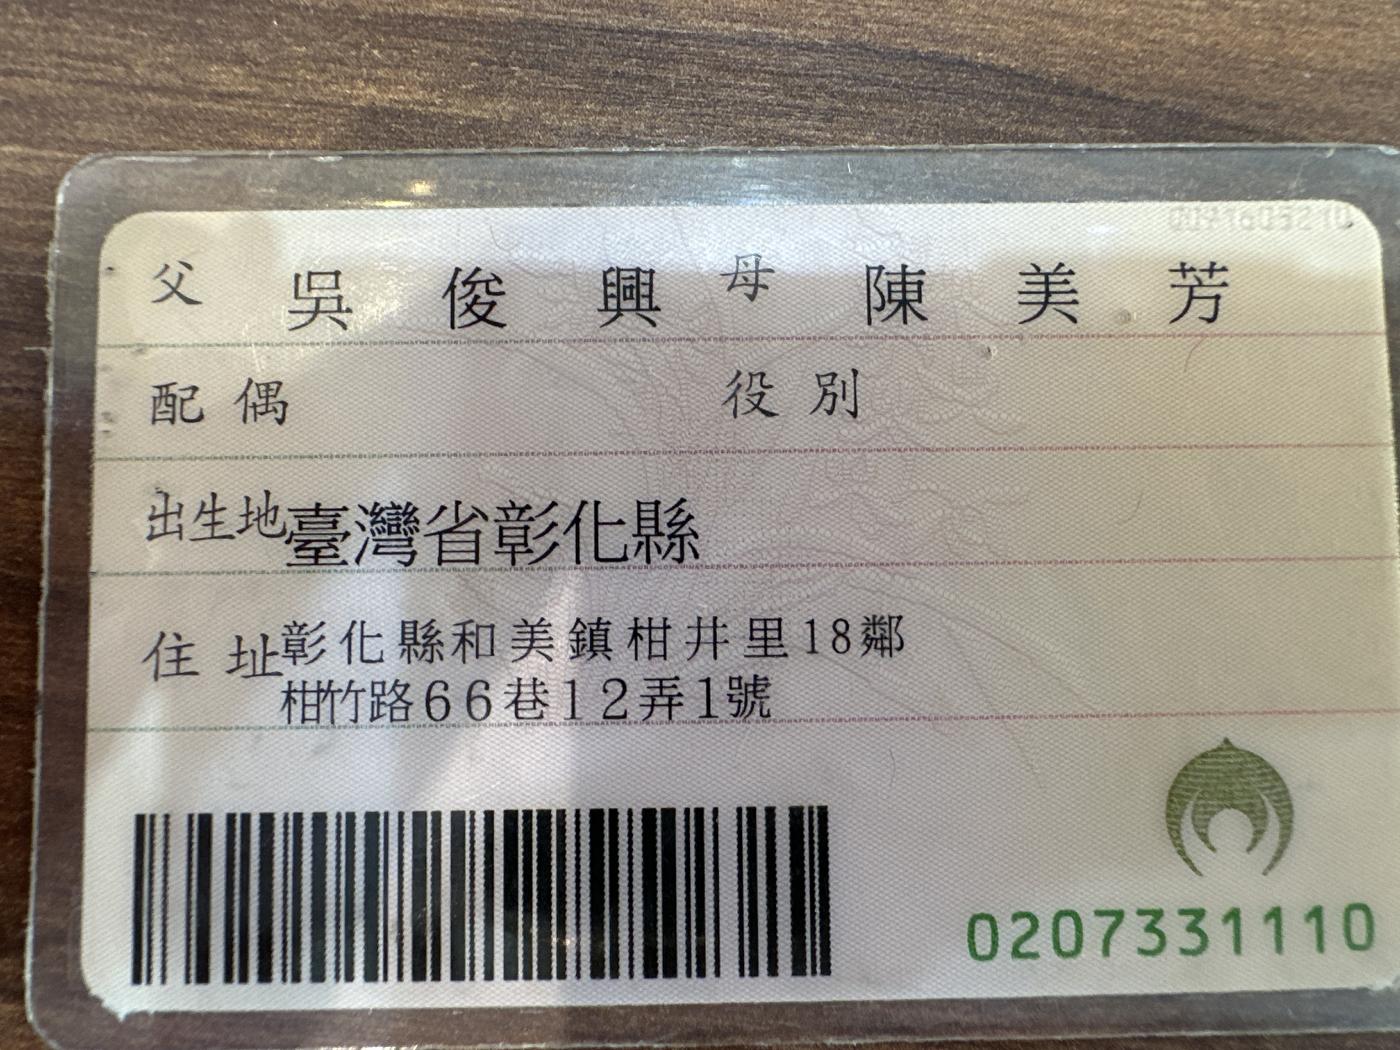 父 吳俊興 母 陳美芳
配偶 役別
出生地 臺灣省彰化縣
住址 彰化縣和美鎮柑井里18鄰
柑竹路66巷12弄1號
0207331110